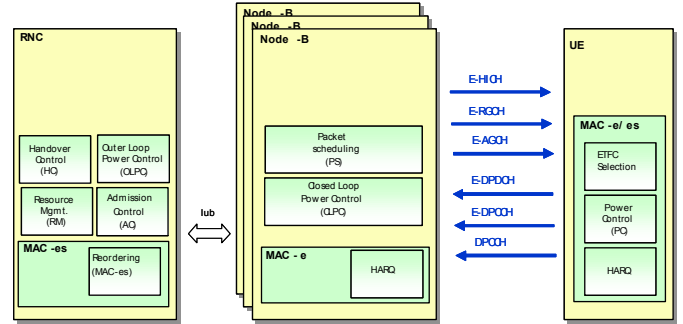 RNC
Handover
Control
(HC)
Outer Loop
Power Control
(OLPC)
Resource
Mgmt.
(RM)
Admission
Control
(AC)
MAC -es
Reordering
(MAC-es)
Iub
Node -B
Node -B
Node -B
Packet
scheduling
(PS)
Closed Loop
Power Control
(CLPC)
MAC - e
HARQ
E-HICH
E-RGCH
E-AGCH
E-DPDCH
E-DPCCH
DPCCH
UE
MAC -e/ es
ETFC
Selection
Power
Control
(PC)
HARQ